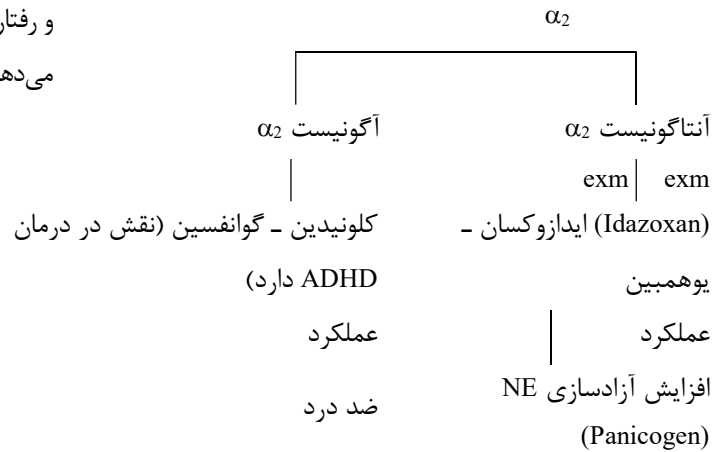 و رفتار
می‌ده
α2
آنتاگونیست α2
آگونیست α2
exm exm
(Idazoxan) ایدازوکسان ـ
یوهمبین
کلونیدین ـ گوانفسین (نقش در درمان
ADHD دارد)
عملکرد
عملکرد
افزایش آزادسازی NE
(Panicogen)
ضد درد